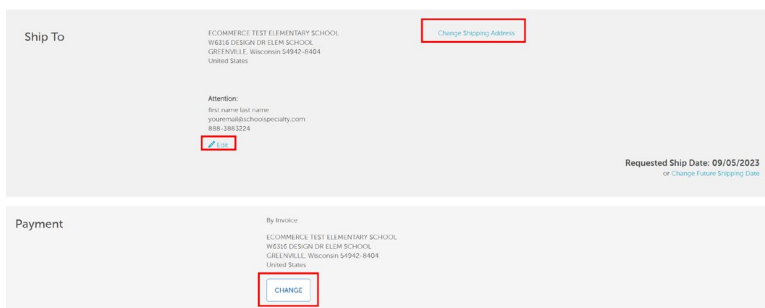 Ship To
ECOMMERCE TEST ELEMENTARY SCHOOL
W6316 DESIGN DR ELEM SCHOOL
GREENVILLE, Wisconsin 54942-8404
United States
Change Shipping Address
Attention:
first name last name
youremail@schoolspecialty.com
888-3883224
Edit
Requested Ship Date: 09/05/2023
or Change Future Shipping Date
Payment
By Invoice
ECOMMERCE TEST ELEMENTARY SCHOOL
W6316 DESIGN DR ELEM SCHOOL
GREENVILLE, Wisconsin 54942-8404
United States
CHANGE